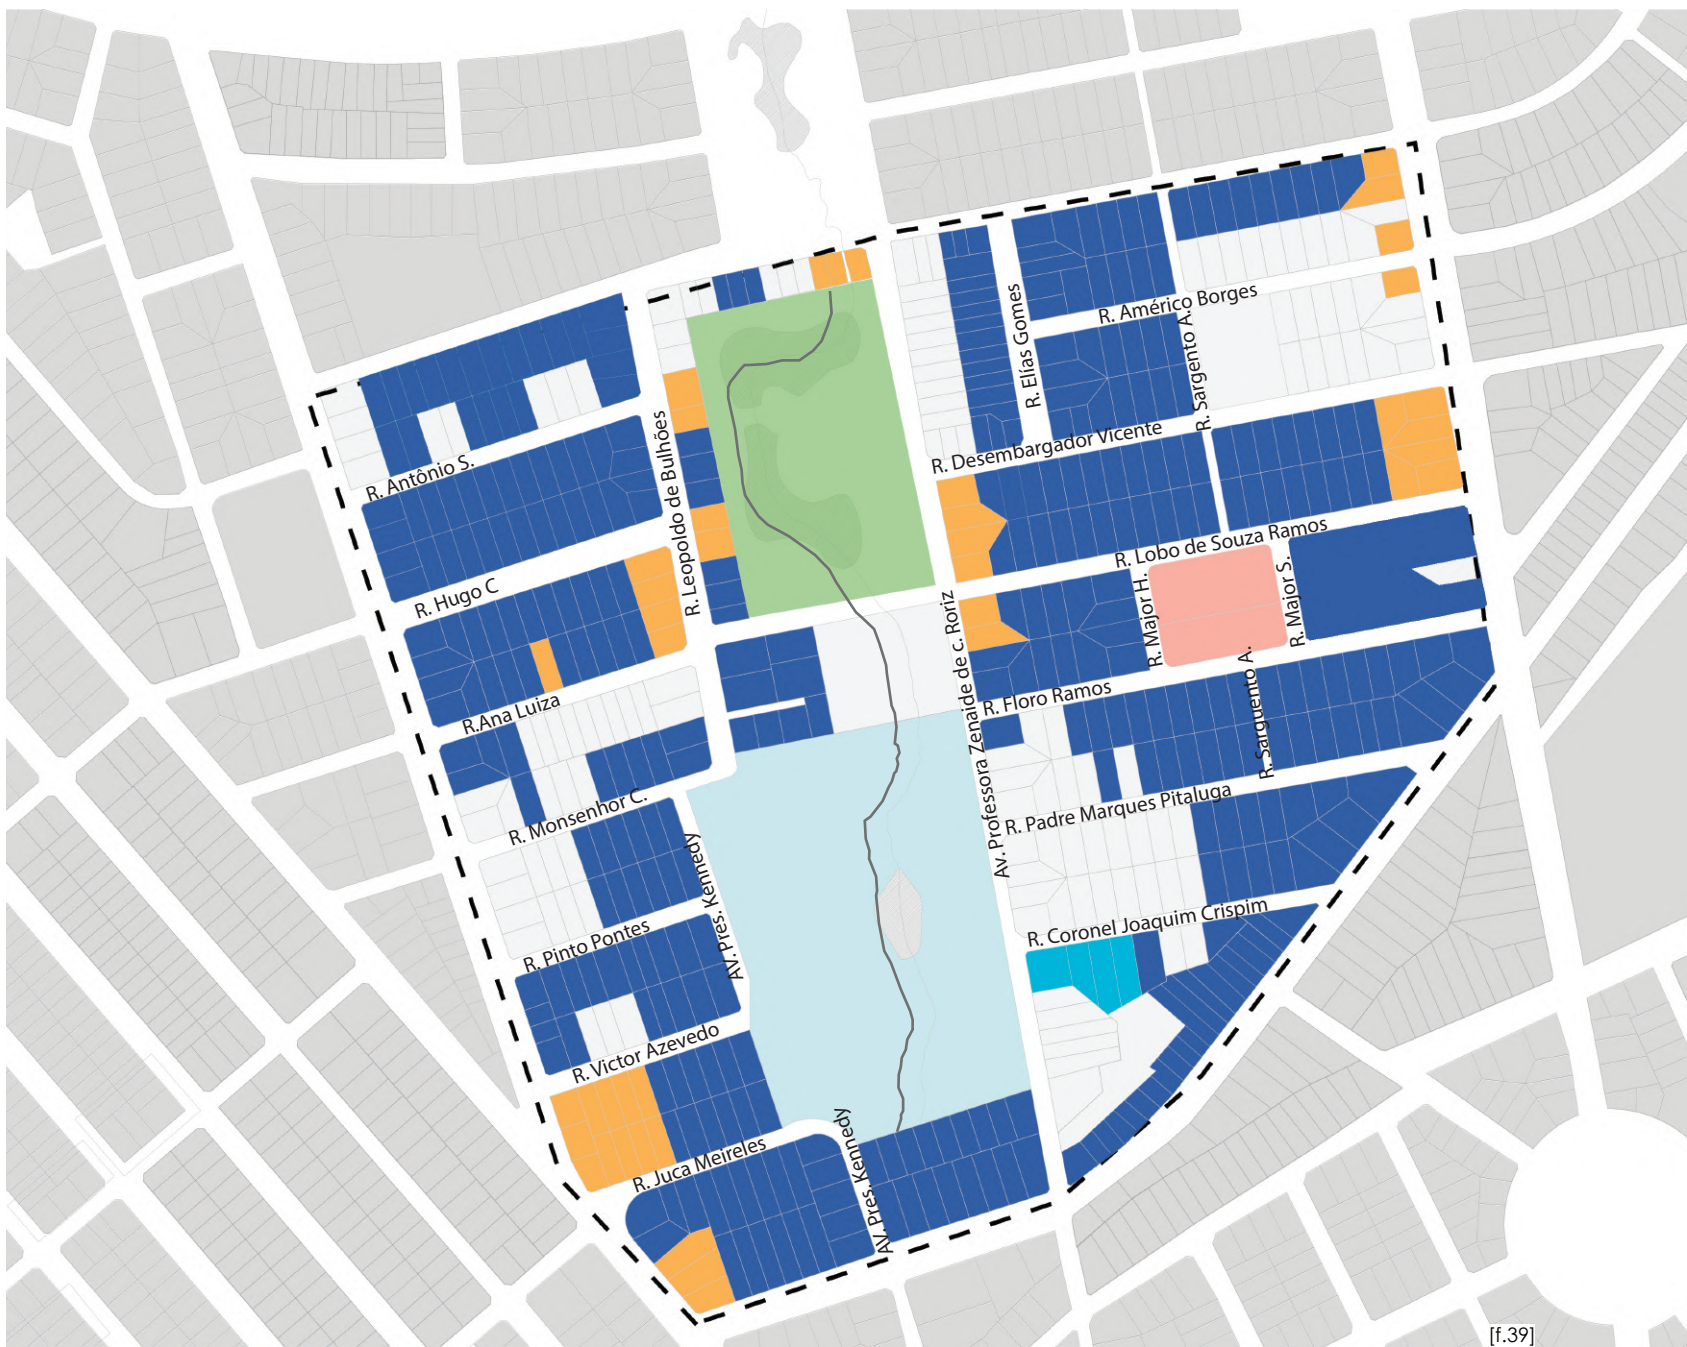 R. Américo Borges
R. Elías Gomes
R. Sargento A.
R. Desembargador Vicente
R. Antônio S.
R. Leopoldo de Bulhões
R. Lobo de Souza Ramos
R. Hugo C
R. Major H.
R. Major S.
Av. Professora Zenaide de c. Roriz
R. Floro Ramos
R.Ana Luiza
R. Sarguento A.
R. Monsenhor C.
R. Padre Marques Pitaluga
AV. Pres. Kennedy
R. Coronel Joaquim Crispim
R. Pinto Pontes
R. Victor Azevedo
R. Juca Meireles
AV. Pres. Kennedy
[f.39]